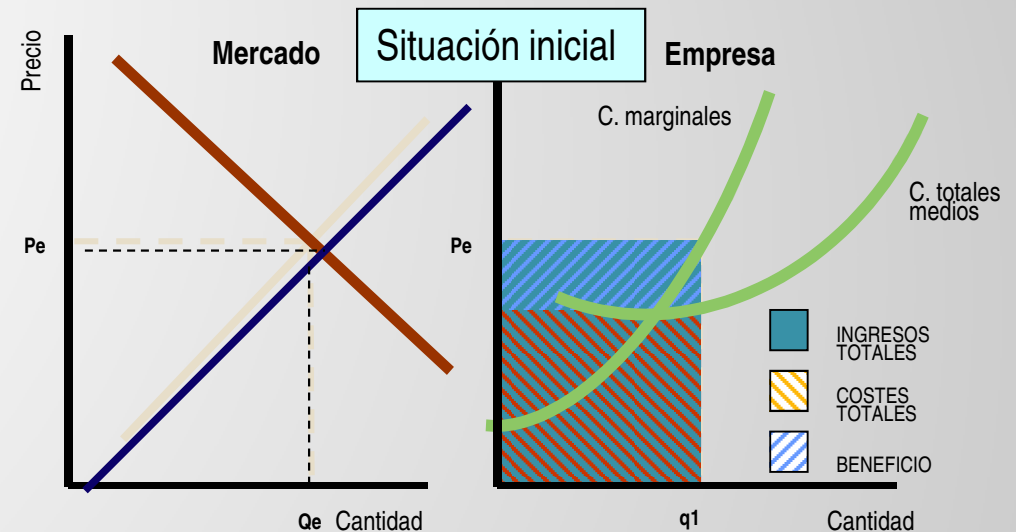 Situación inicial
Precio
Mercado
Empresa
C. marginales
C. totales
medios
Pe
Pe
INGRESOS
TOTALES
COSTES
TOTALES
BENEFICIO
Qe
Cantidad
q1
Cantidad